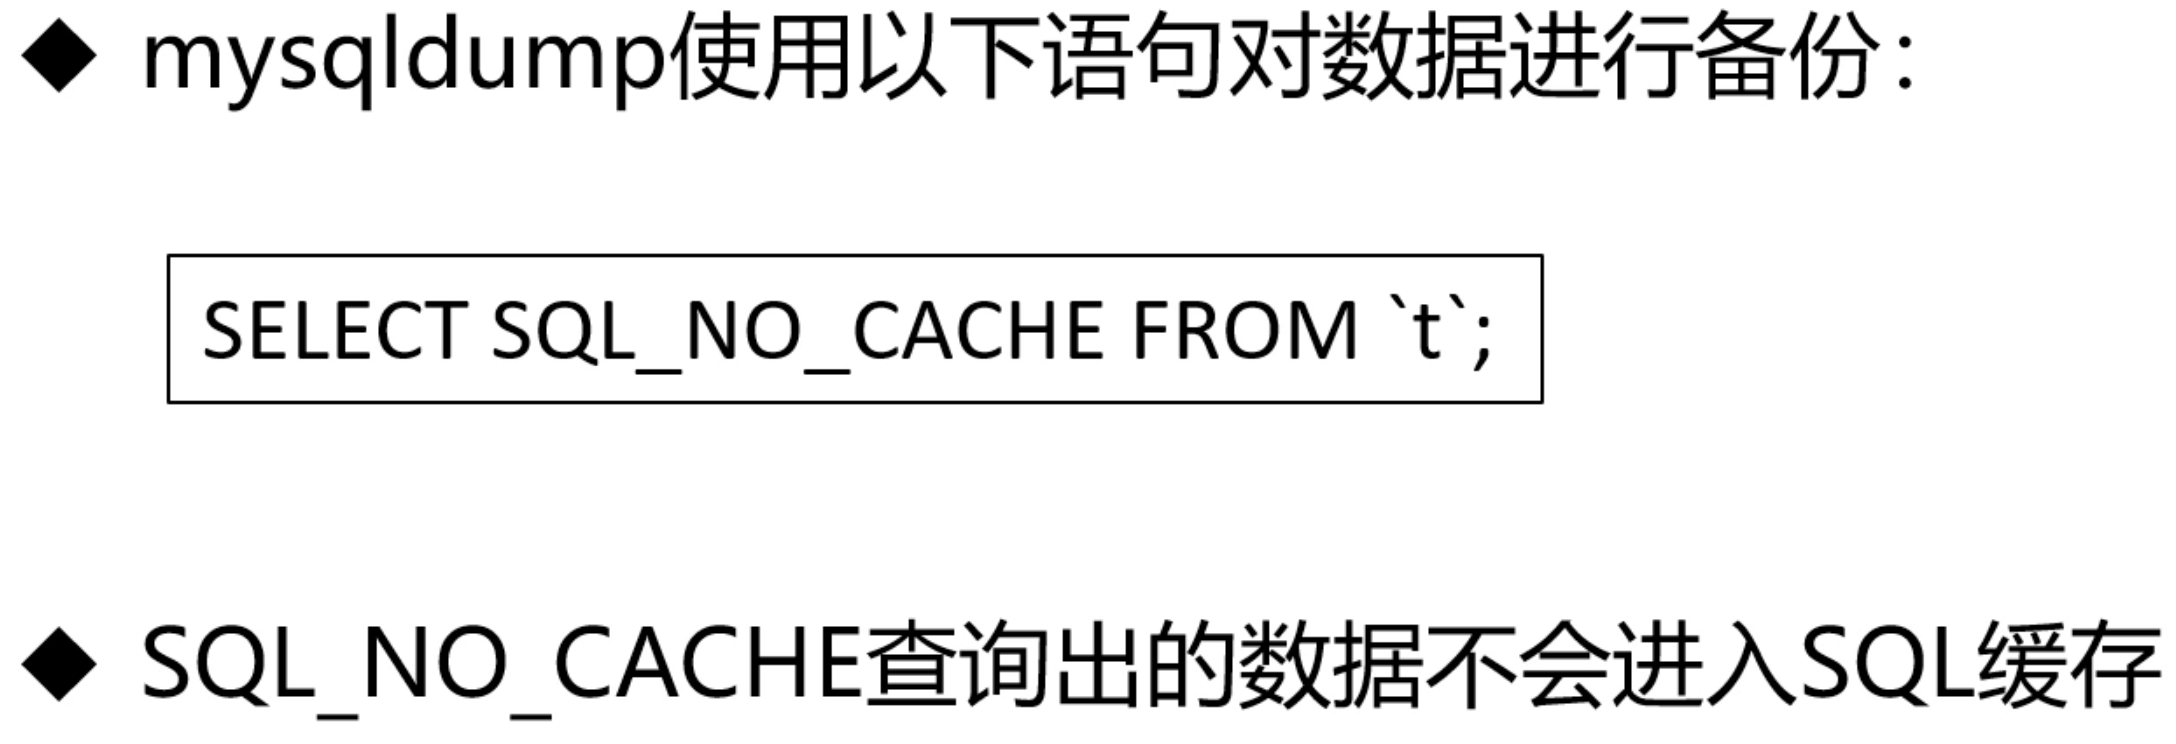 ◆ mysqldump使用以下语句对数据进行备份：
SELECT SQL_NO_CACHE FROM `t`;
◆ SQL_NO_CACHE查询出的数据不会进入SQL缓存